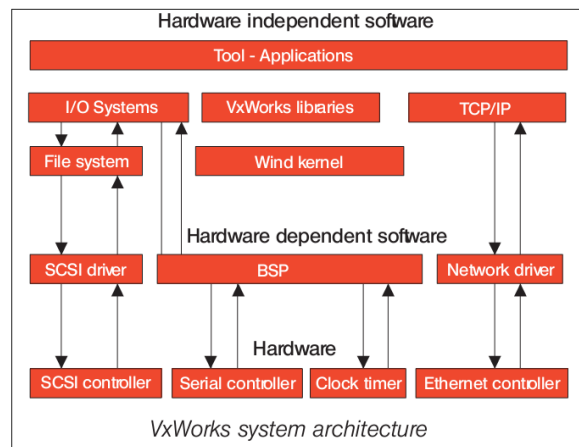 Hardware independent software
Tool - Applications
I/O Systems
VxWorks libraries
TCP/IP
File system
Wind kernel
Hardware dependent software
SCSI driver
BSP
Network driver
Hardware
SCSI controller
Serial controller
Clock timer
Ethernet controller
VxWorks system architecture